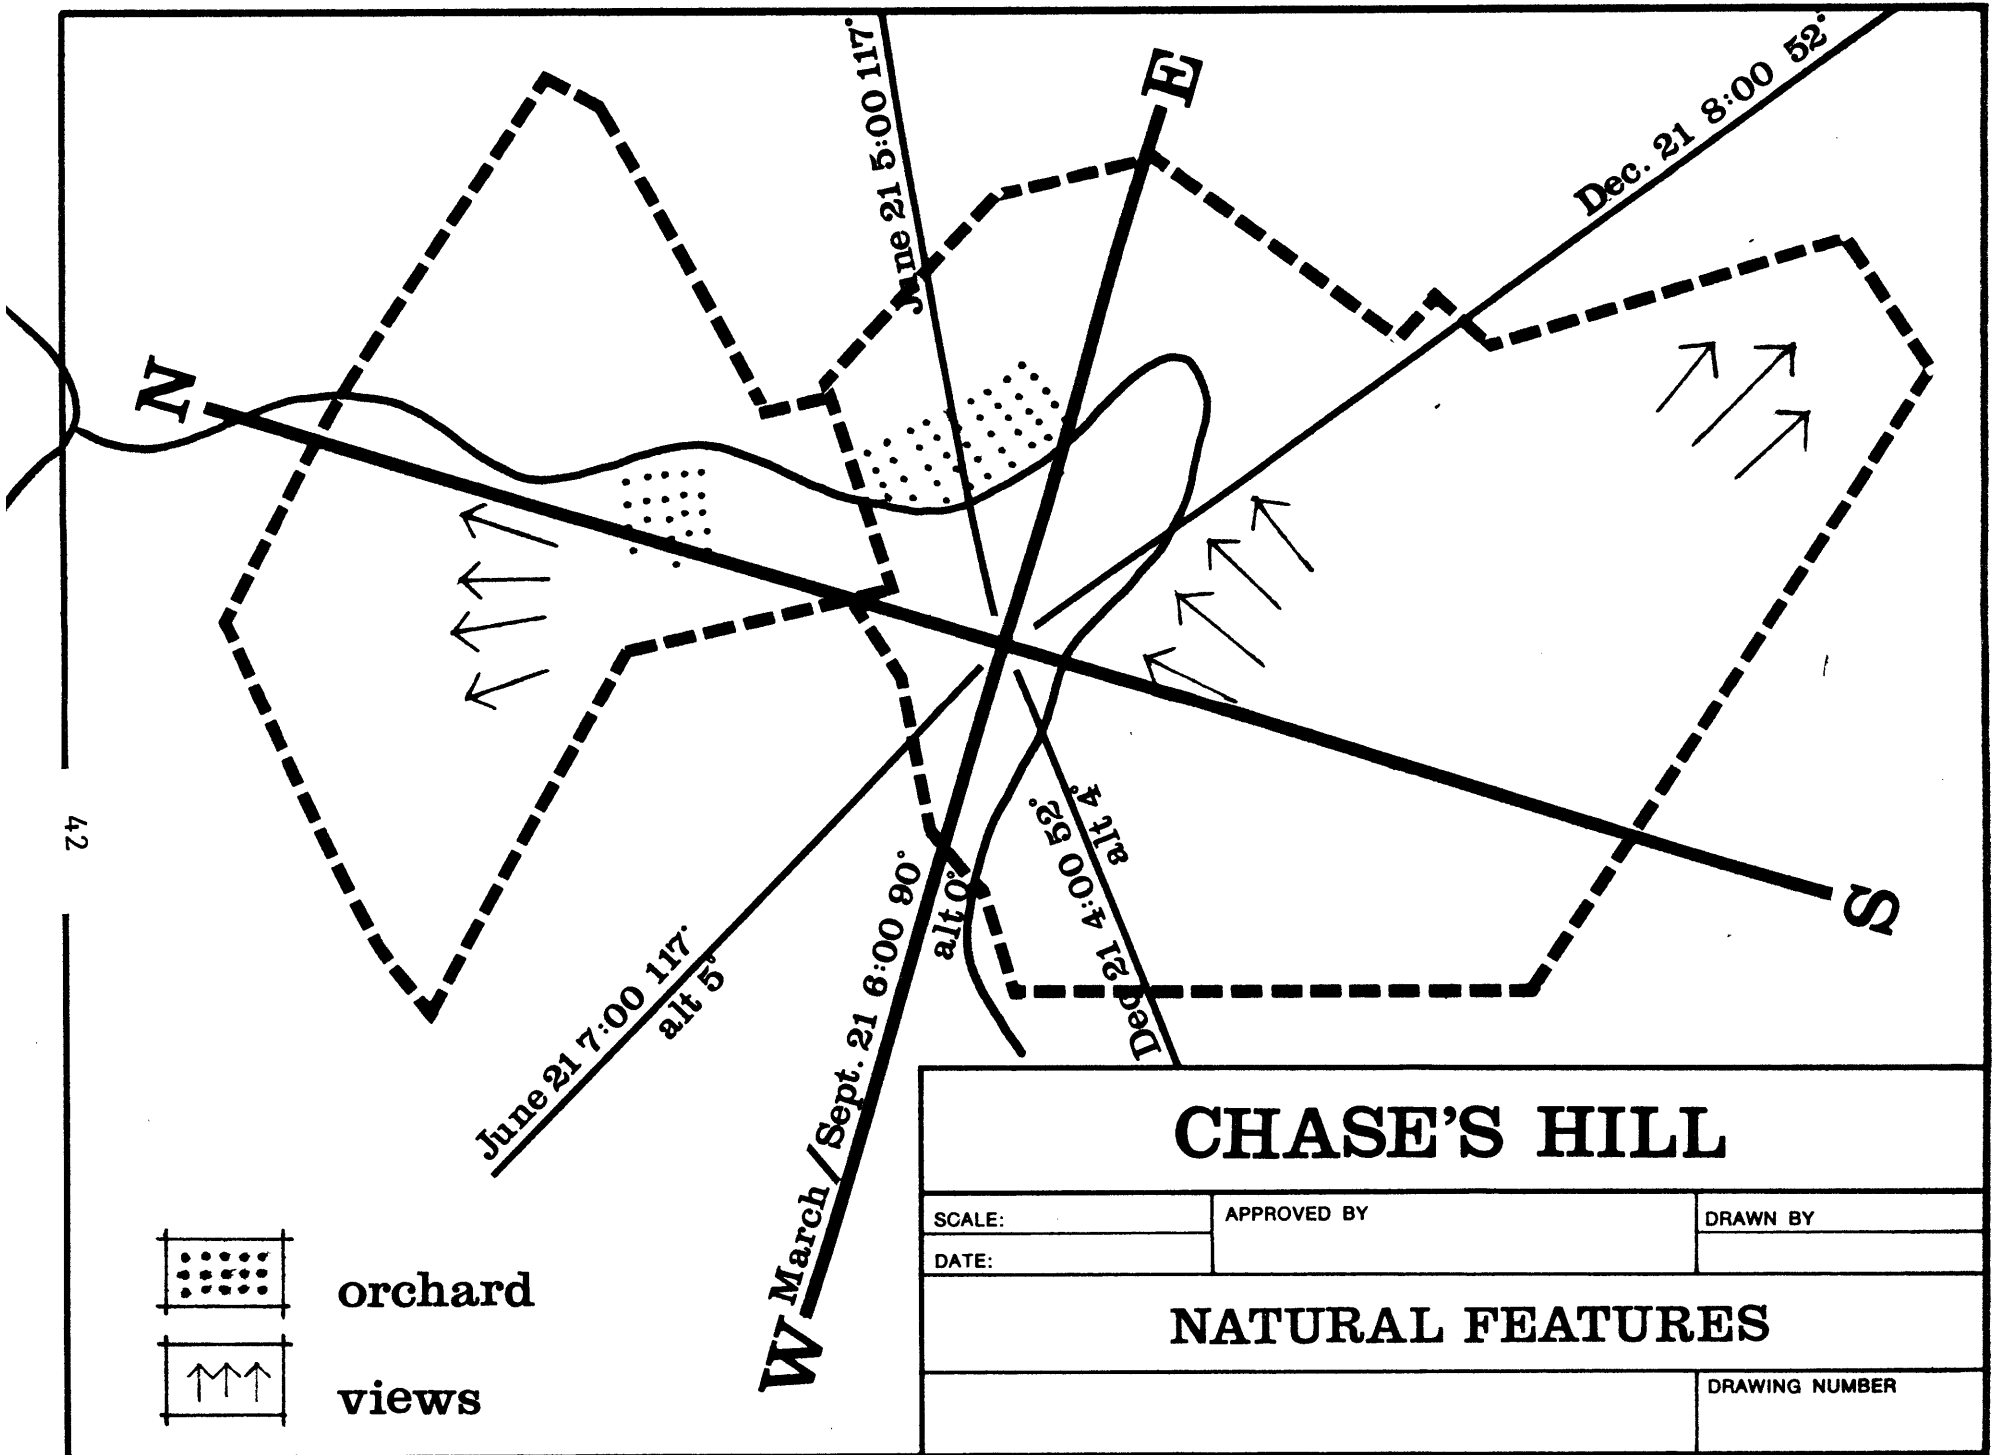 June 21 5:00 117°
E
Dec. 21 8:00 52°
N
42
June 21 7:00 117°
alt 5°
March/Sept. 21 6:00 90°
alt 0°
Dec 21 4:00 52°
alt 4°
S
W
orchard
views
CHASE'S HILL
SCALE:
APPROVED BY
DRAWN BY
DATE:
NATURAL FEATURES
DRAWING NUMBER